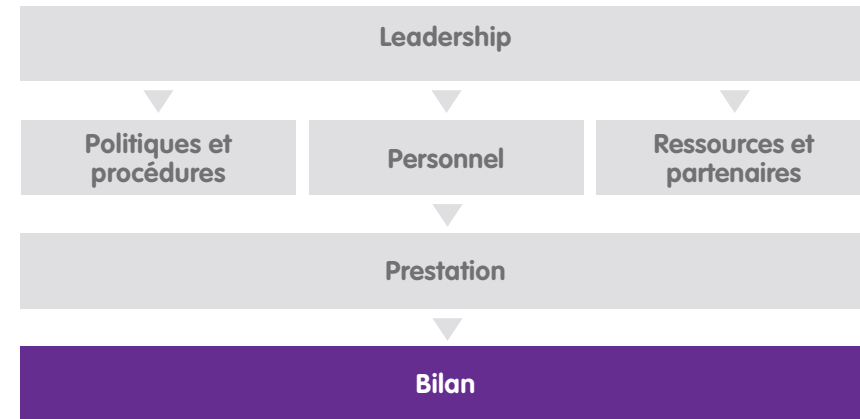 Leadership
Politiques et
procédures
Personnel
Ressources et
partenaires
Prestation
Bilan